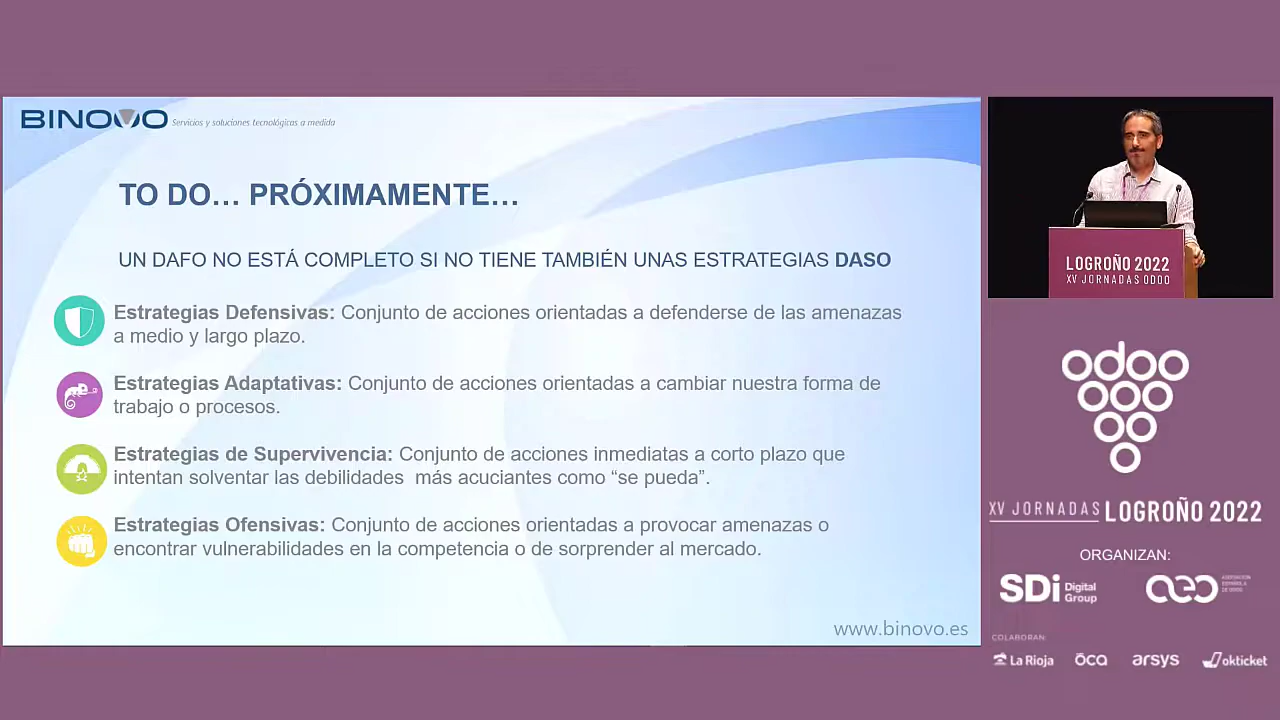 BINOVO Servicios y soluciones tecnológicas a medida
TO DO… PRÓXIMAMENTE…
UN DAFO NO ESTÁ COMPLETO SI NO TIENE TAMBIÉN UNAS ESTRATEGIAS DASO
Estrategias Defensivas: Conjunto de acciones orientadas a defenderse de las amenazas
a medio y largo plazo.
Estrategias Adaptativas: Conjunto de acciones orientadas a cambiar nuestra forma de
trabajo o procesos.
Estrategias de Supervivencia: Conjunto de acciones inmediatas a corto plazo que
intentan solventar las debilidades  más acuciantes como “se pueda”.
Estrategias Ofensivas: Conjunto de acciones orientadas a provocar amenazas o
encontrar vulnerabilidades en la competencia o de sorprender al mercado.
www.binovo.es
LOGROÑO 2022
XV JORNADAS ODOO
odoo
XV JORNADAS LOGROÑO 2022
ORGANIZAN:
SDi Digital
Group
aeo ASOCIACIÓN
ESPAÑOLA
DE ODOO
COLABORAN:
La Rioja öca arsys okticket